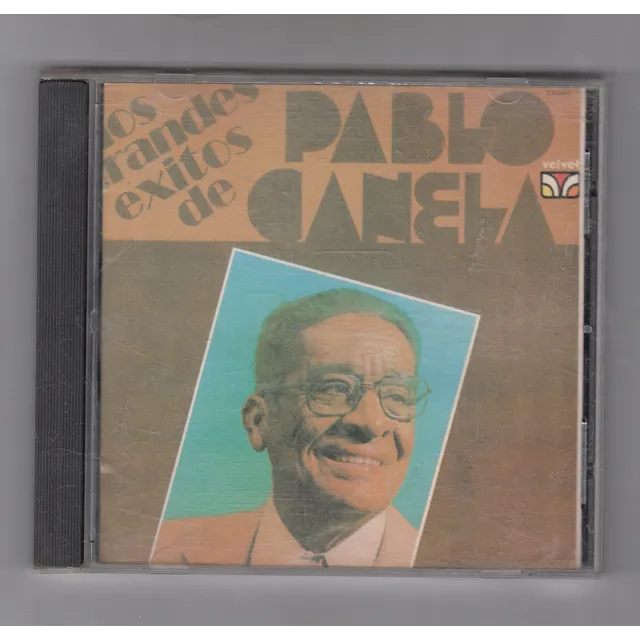 los
grandes
exitos
de
PABLO
CANELA
velvet